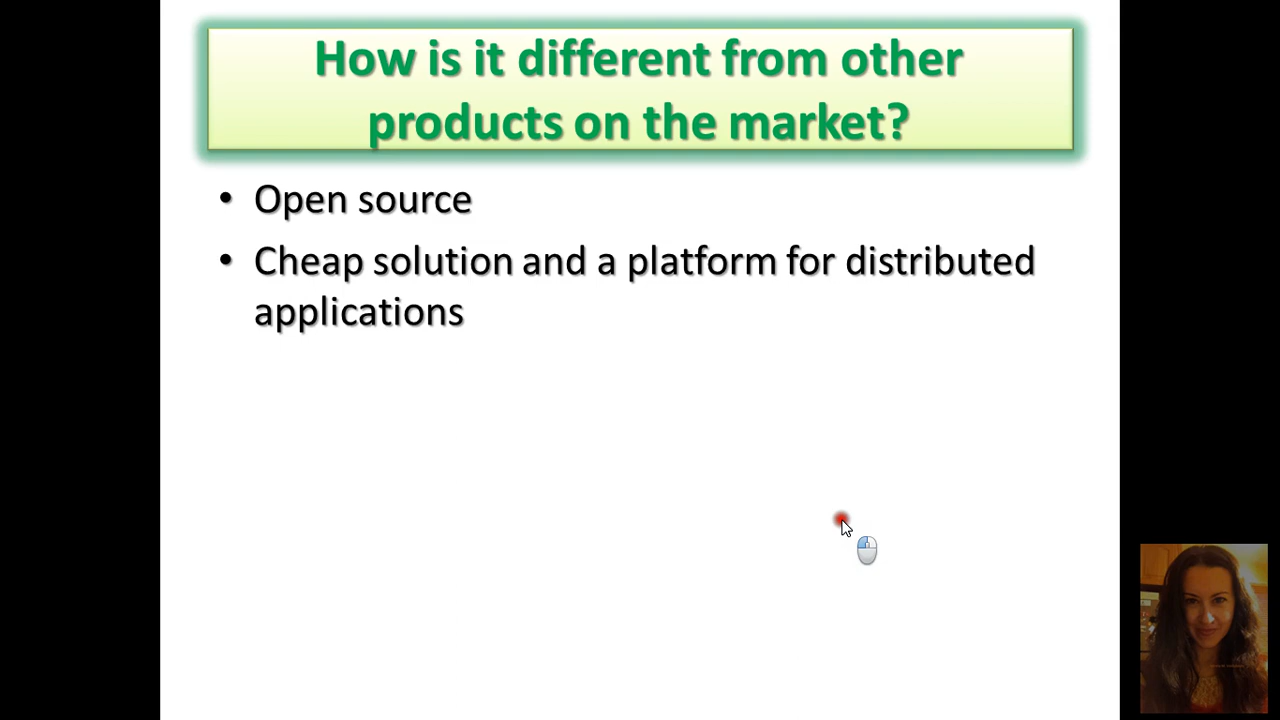 How is it different from other
products on the market?
• Open source
• Cheap solution and a platform for distributed
applications